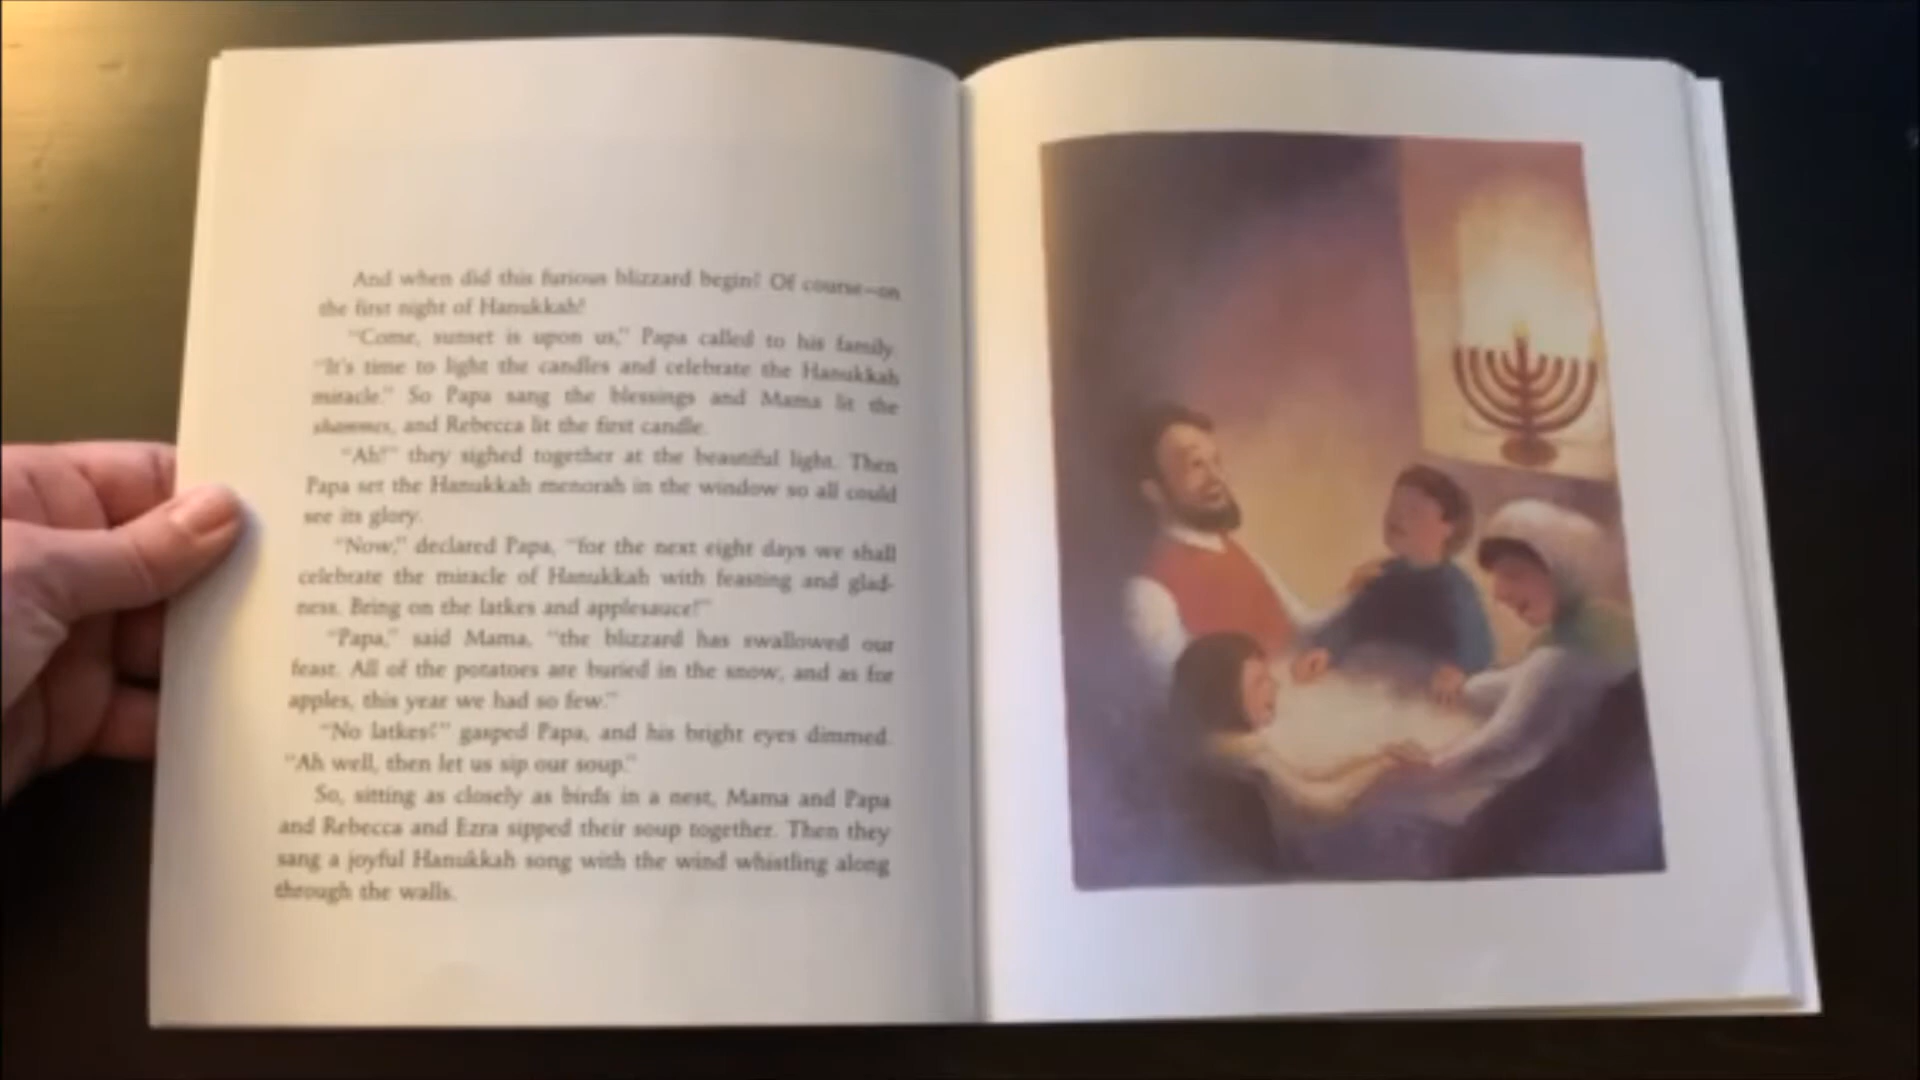 And when did this furious blizzard begin? Of course—on
the first night of Hanukkah!
"Come, sunset is upon us," Papa called to his family.
"It's time to light the candles and celebrate the Hanukkah
miracle." So Papa sang the blessings and Mama lit the
shammes, and Rebecca lit the first candle.
"Ah!" they sighed together at the beautiful light. Then
Papa set the Hanukkah menorah in the window so all could
see its glory.
"Now," declared Papa, "for the next eight days we shall
celebrate the miracle of Hanukkah with feasting and glad-
ness. Bring on the latkes and applesauce!"
"Papa," said Mama, "the blizzard has swallowed our
feast. All of the potatoes are buried in the snow, and as for
apples, this year we had so few."
"No latkes?" gasped Papa, and his bright eyes dimmed.
"Ah well, then let us sip our soup."
So, sitting as closely as birds in a nest, Mama and Papa
and Rebecca and Ezra sipped their soup together. Then they
sang a joyful Hanukkah song with the wind whistling along
through the walls.